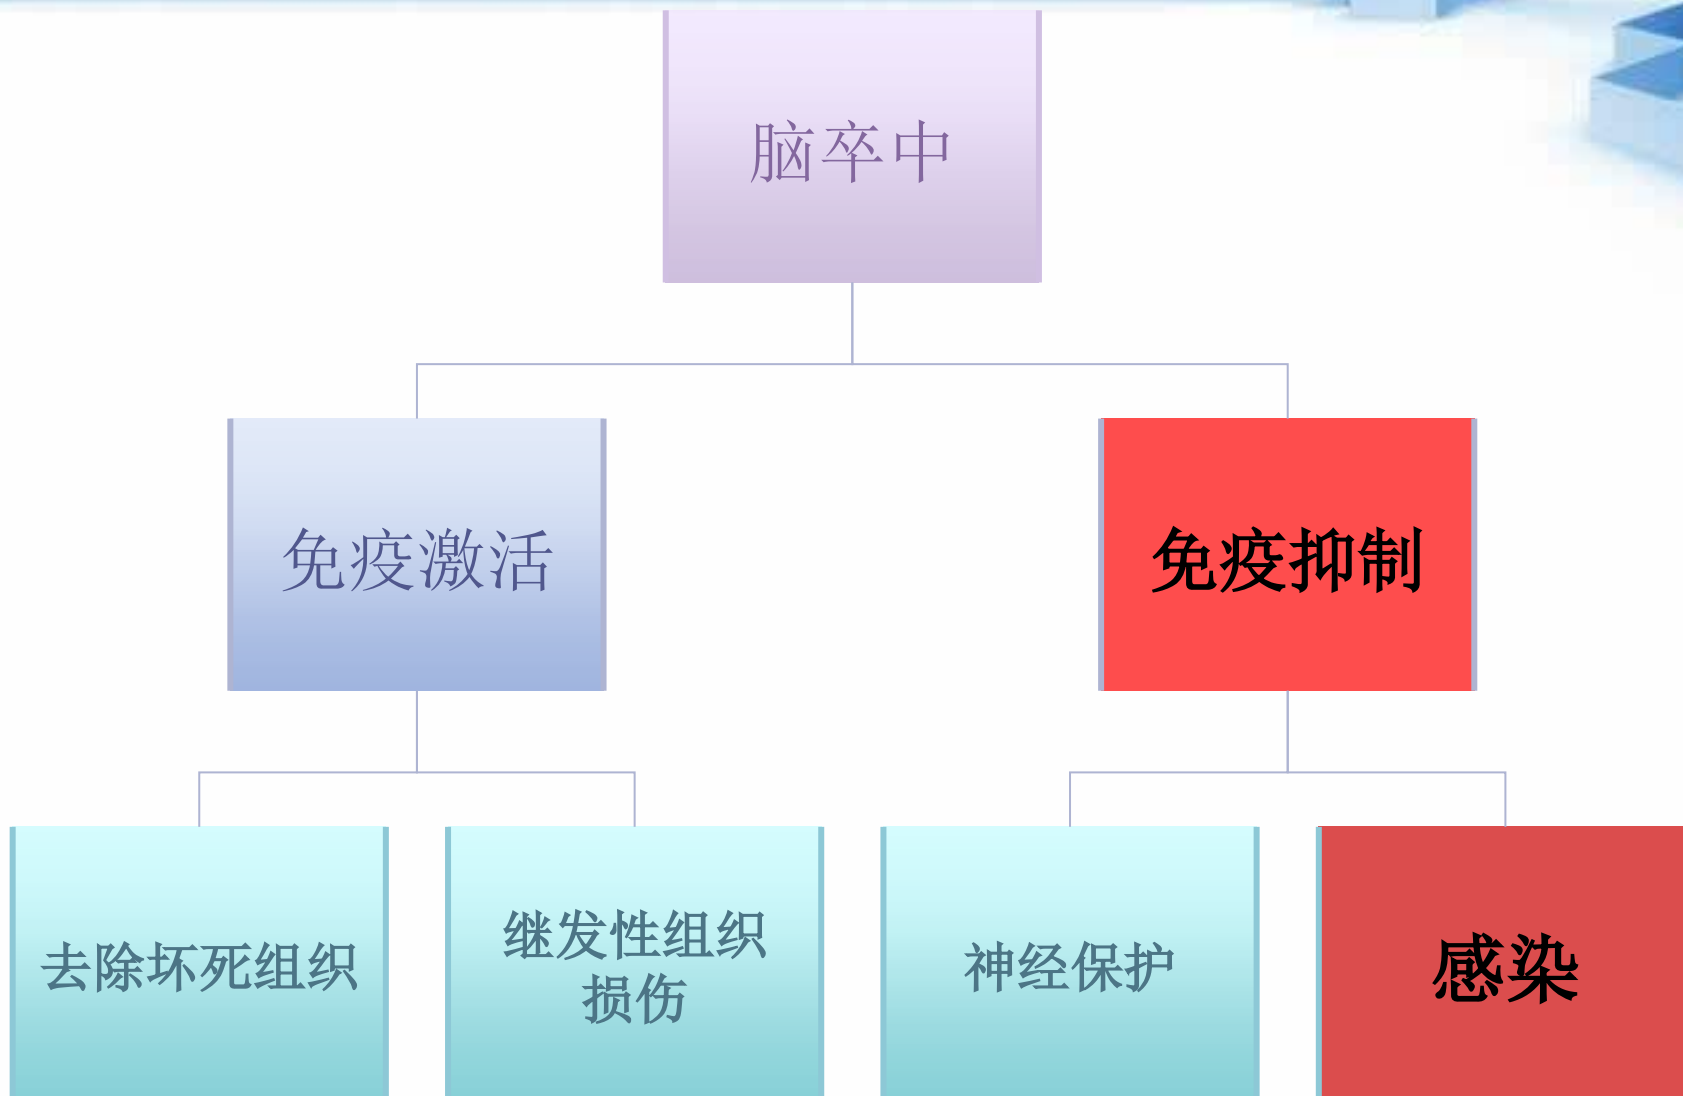 脑卒中
免疫激活
免疫抑制
去除坏死组织
继发性组织
损伤
神经保护
感染